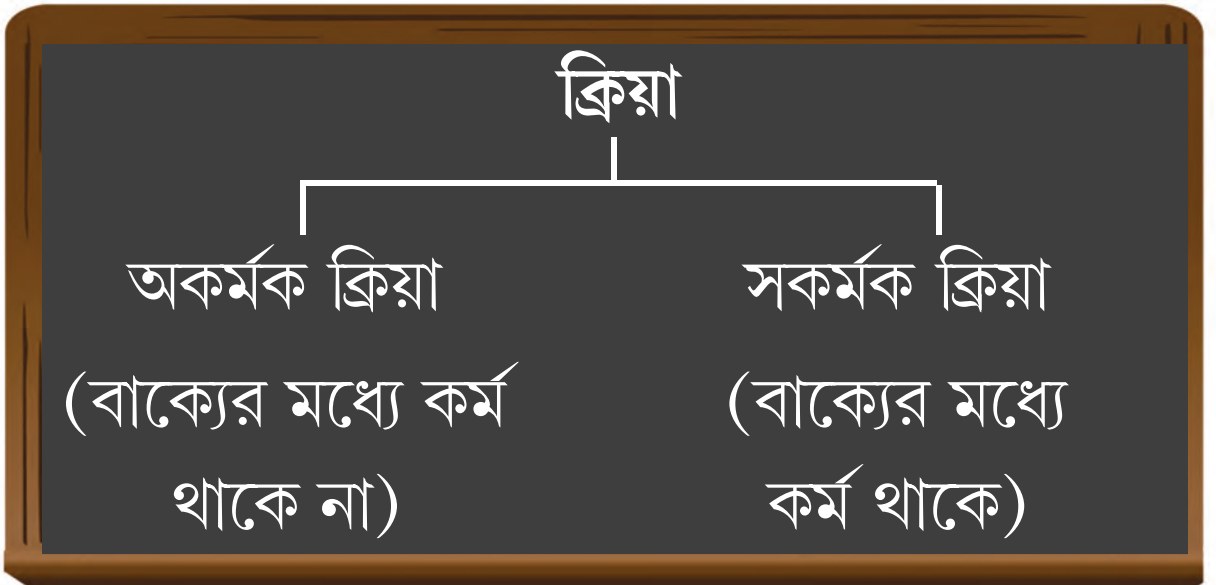 ক্রিয়া
অকর্মক ক্রিয়া
সকর্মক ক্রিয়া
(বাক্যের মধ্যে কর্ম
থাকে না)
(বাক্যের মধ্যে
কর্ম থাকে)